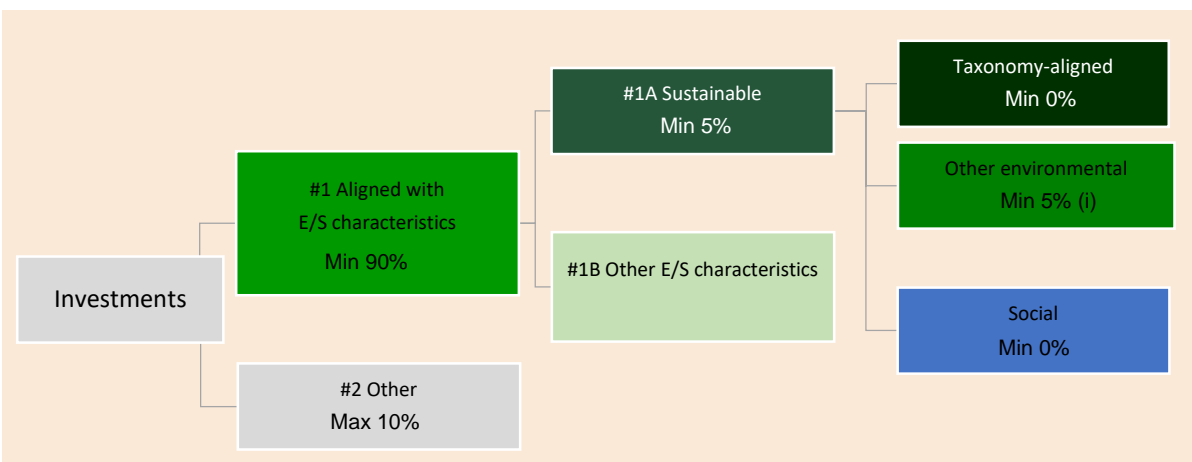 Investments
#1 Aligned with
E/S characteristics
Min 90%
#2 Other
Max 10%
#1A Sustainable
Min 5%
#1B Other E/S characteristics
Taxonomy-aligned
Min 0%
Other environmental
Min 5% (i)
Social
Min 0%